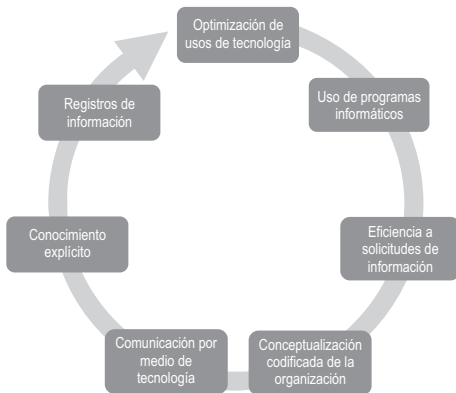 Optimización de
usos de tecnología
Uso de programas
informáticos
Eficiencia a
solicitudes de
información
Conceptualización
codificada de la
organización
Comunicación por
medio de
tecnología
Conocimiento
explícito
Registros de
información